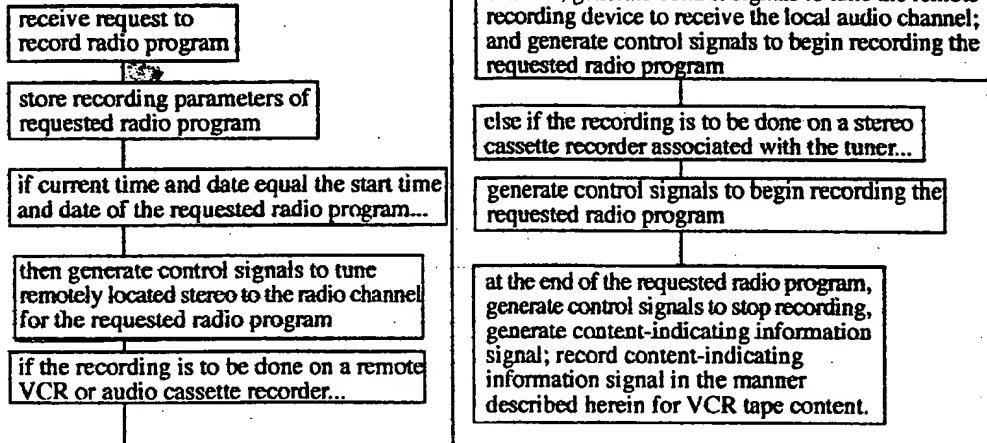 receive request to
record radio program
store recording parameters of
requested radio program
if current time and date equal the start time
and date of the requested radio program...
then generate control signals to tune
remotely located stereo to the radio channel
for the requested radio program
if the recording is to be done on a remote
VCR or audio cassette recorder...
recording device to receive the local audio channel;
and generate control signals to begin recording the
requested radio program
else if the recording is to be done on a stereo
cassette recorder associated with the tuner...
generate control signals to begin recording the
requested radio program
at the end of the requested radio program,
generate control signals to stop recording,
generate content-indicating information
signal; record content-indicating
information signal in the manner
described herein for VCR tape content.